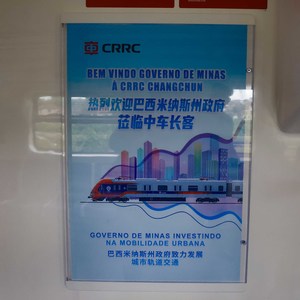 CRRC
BEM VINDO GOVERNO DE MINAS
À CRRC CHANGCHUN
热烈欢迎巴西米纳斯州政府
莅临中车长客
GOVERNO DE MINAS INVESTINDO
NA MOBILIDADE URBANA
巴西米纳斯州政府致力发展
城市轨道交通